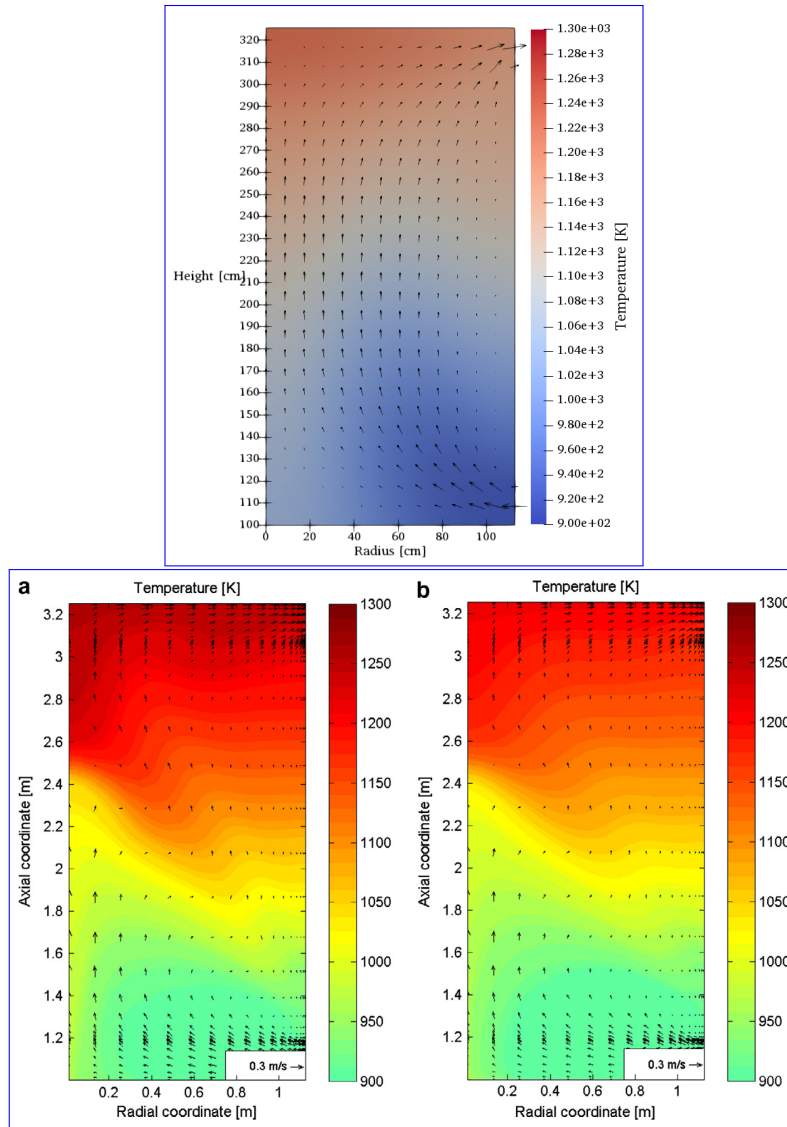 320
310
300
290
280
270
260
250
240
230
220
Height [cm]
210
200
190
180
170
160
150
140
130
120
110
100
0 20 40 60 80 100
Radius [cm]
1.30e+03
1.28e+3
1.26e+3
1.24e+3
1.22e+3
1.20e+3
1.18e+3
1.16e+3
1.14e+3
1.12e+3
1.10e+3
1.08e+3
1.06e+3
1.04e+3
1.02e+3
1.00e+3
9.80e+2
9.60e+2
9.40e+2
9.20e+2
9.00e+02
Temperature [K]
a
Temperature [K]
3.2
3
2.8
2.6
2.4
2.2
2
1.8
1.6
1.4
1.2
Axial coordinate [m]
0.3 m/s
0.2 0.4 0.6 0.8 1
Radial coordinate [m]
1300
1250
1200
1150
1100
1050
1000
950
900
b
Temperature [K]
3.2
3
2.8
2.6
2.4
2.2
2
1.8
1.6
1.4
1.2
Axial coordinate [m]
0.3 m/s
0.2 0.4 0.6 0.8 1
Radial coordinate [m]
1300
1250
1200
1150
1100
1050
1000
950
900